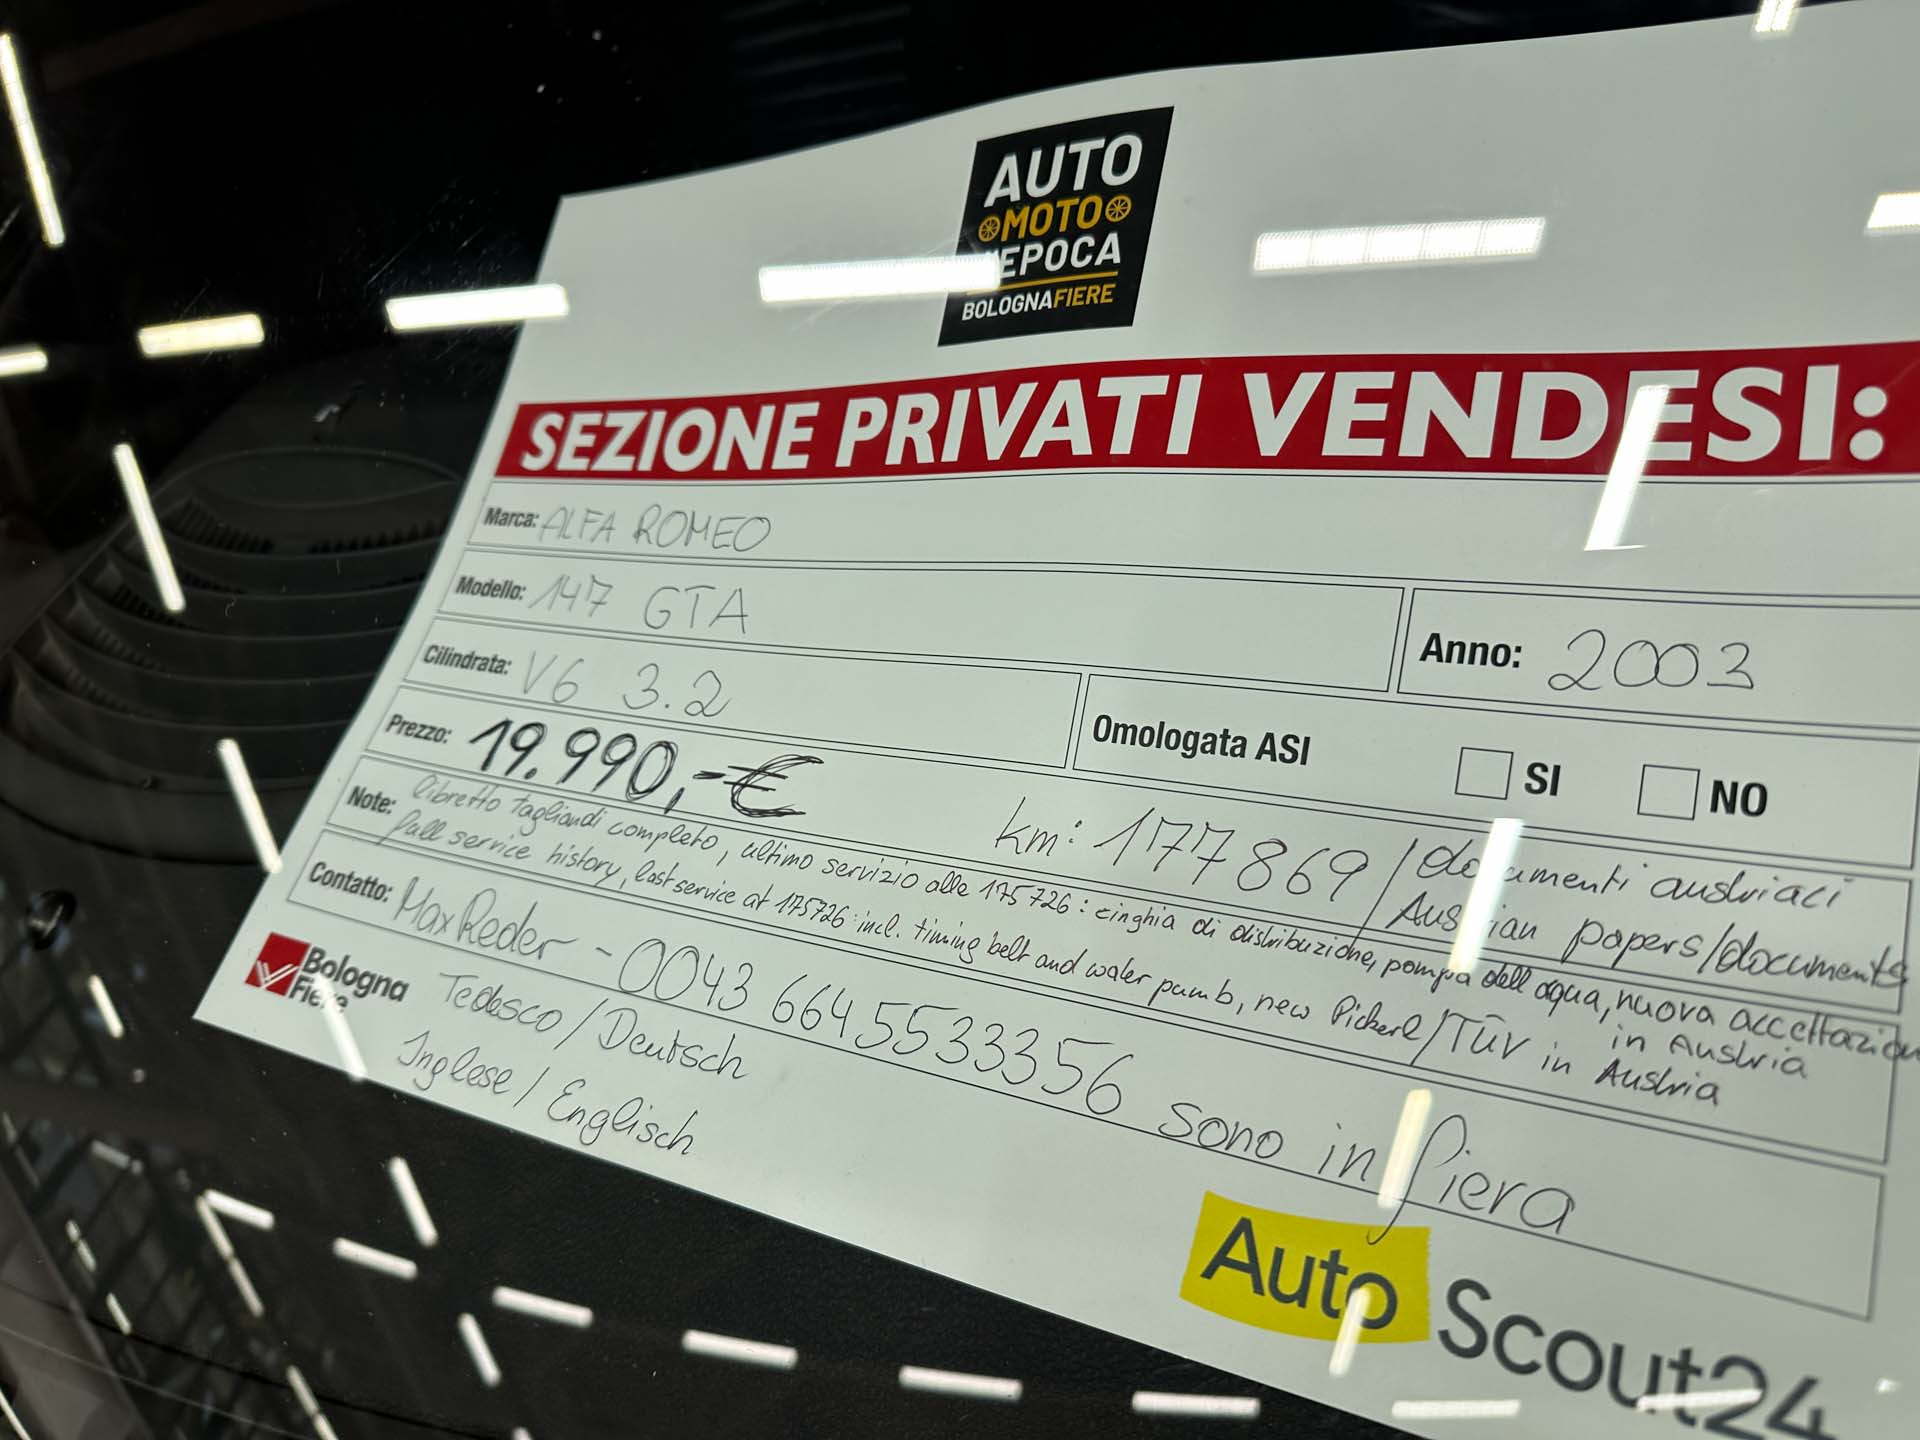 AUTO
MOTO
EPOCA
BOLOGNAFIERE
SEZIONE PRIVATI VENDESI:
Marca: ALFA ROMEO
Modello: 147 GTA
Anno: 2003
Cilindrata: V6 3.2
Omologata ASI SI NO
Prezzo: 19.990,-€ km: 177869 / documenti austriaci
Austrian papers/documents
Note: libretto tagliandi completo, ultimo servizio alle 175726: cinghia di distribuzione, pompa dell aqua, nuova accettazione
in Austria
full service history, last service at 175726: incl. timing belt and water pumb, new Pickerl/TÜV in Austria
Contatto: Max Reder - 0043 6645533356 sono in fiera
Bologna
Fiere
Tedesco/Deutsch
Inglese/Englisch
AutoScout24